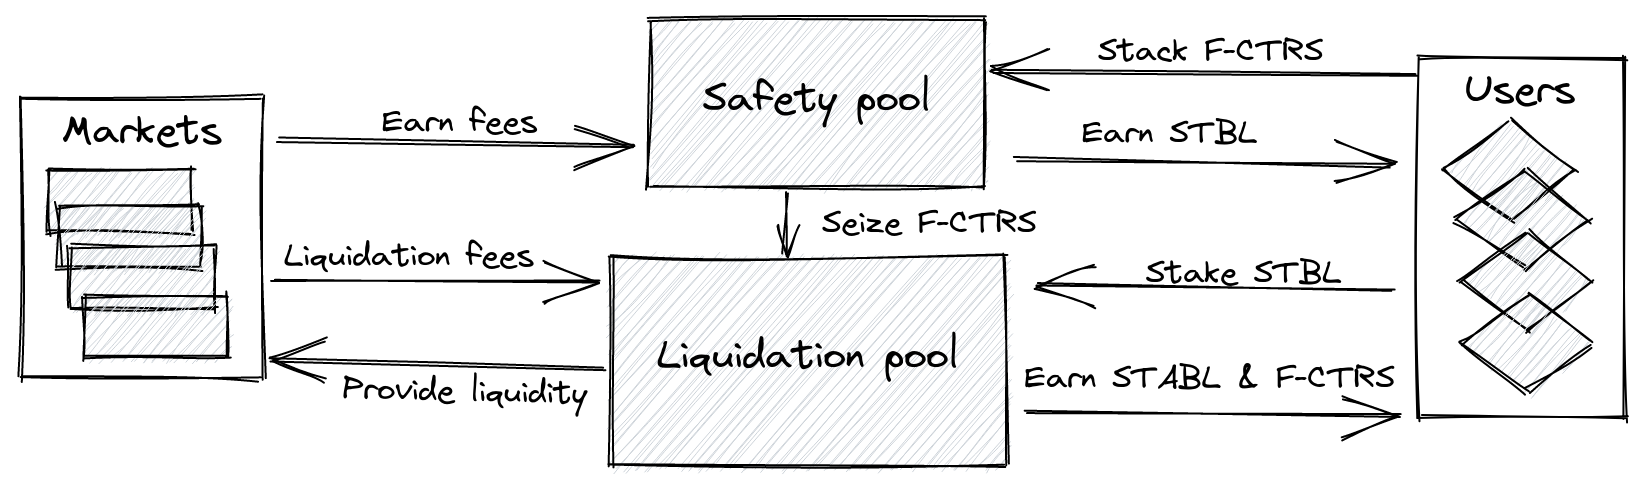 Markets
Earn fees
Safety pool
Stack F-CTRS
Users
Earn STBL
Seize F-CTRS
Liquidation fees
Stake STBL
Liquidation pool
Provide liquidity
Earn STABL & F-CTRS